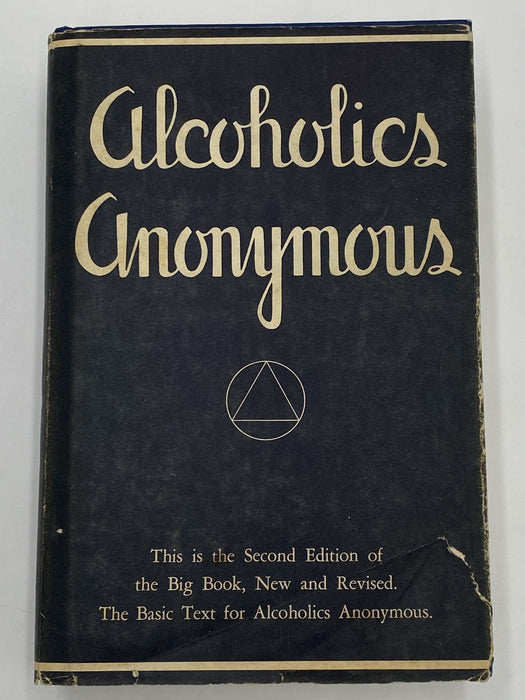 Alcoholics
Anonymous
This is the Second Edition of
the Big Book, New and Revised.
The Basic Text for Alcoholics Anonymous.